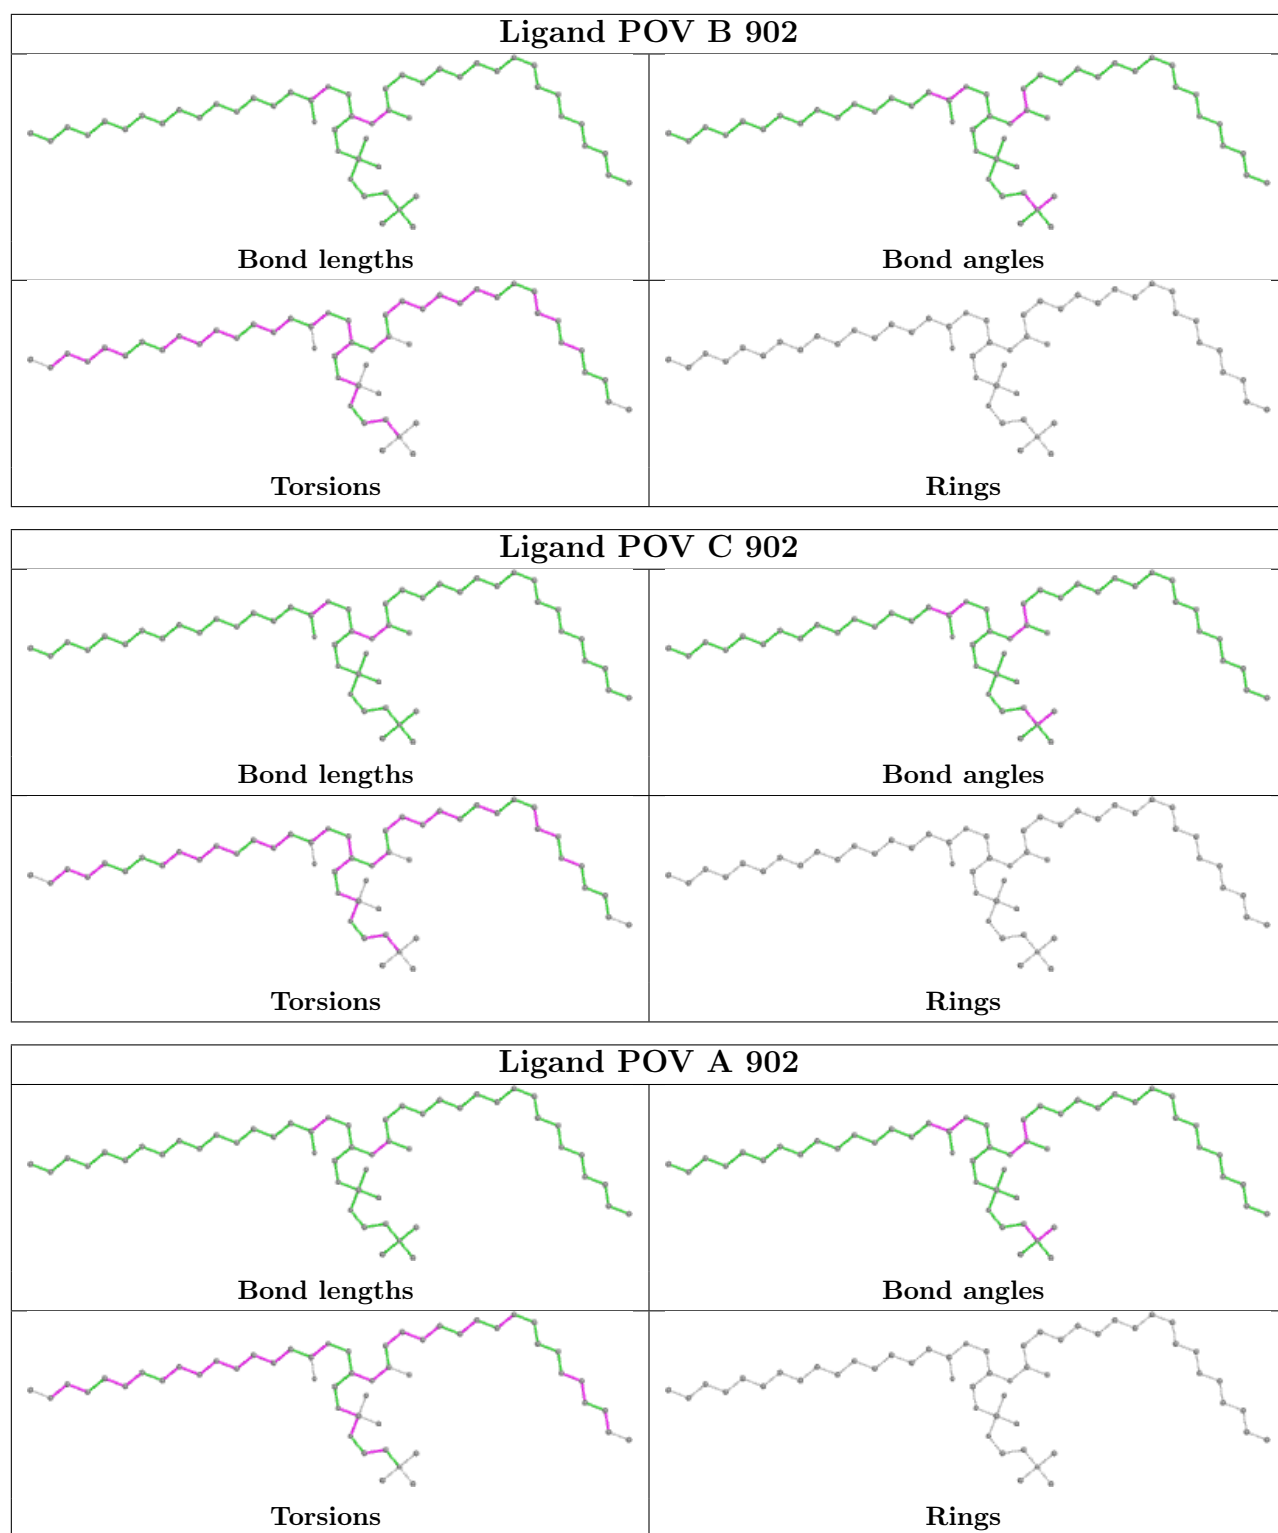 Ligand POV B 902
Bond lengths
Bond angles
Torsions
Rings
Ligand POV C 902
Bond lengths
Bond angles
Torsions
Rings
Ligand POV A 902
Bond lengths
Bond angles
Torsions
Rings